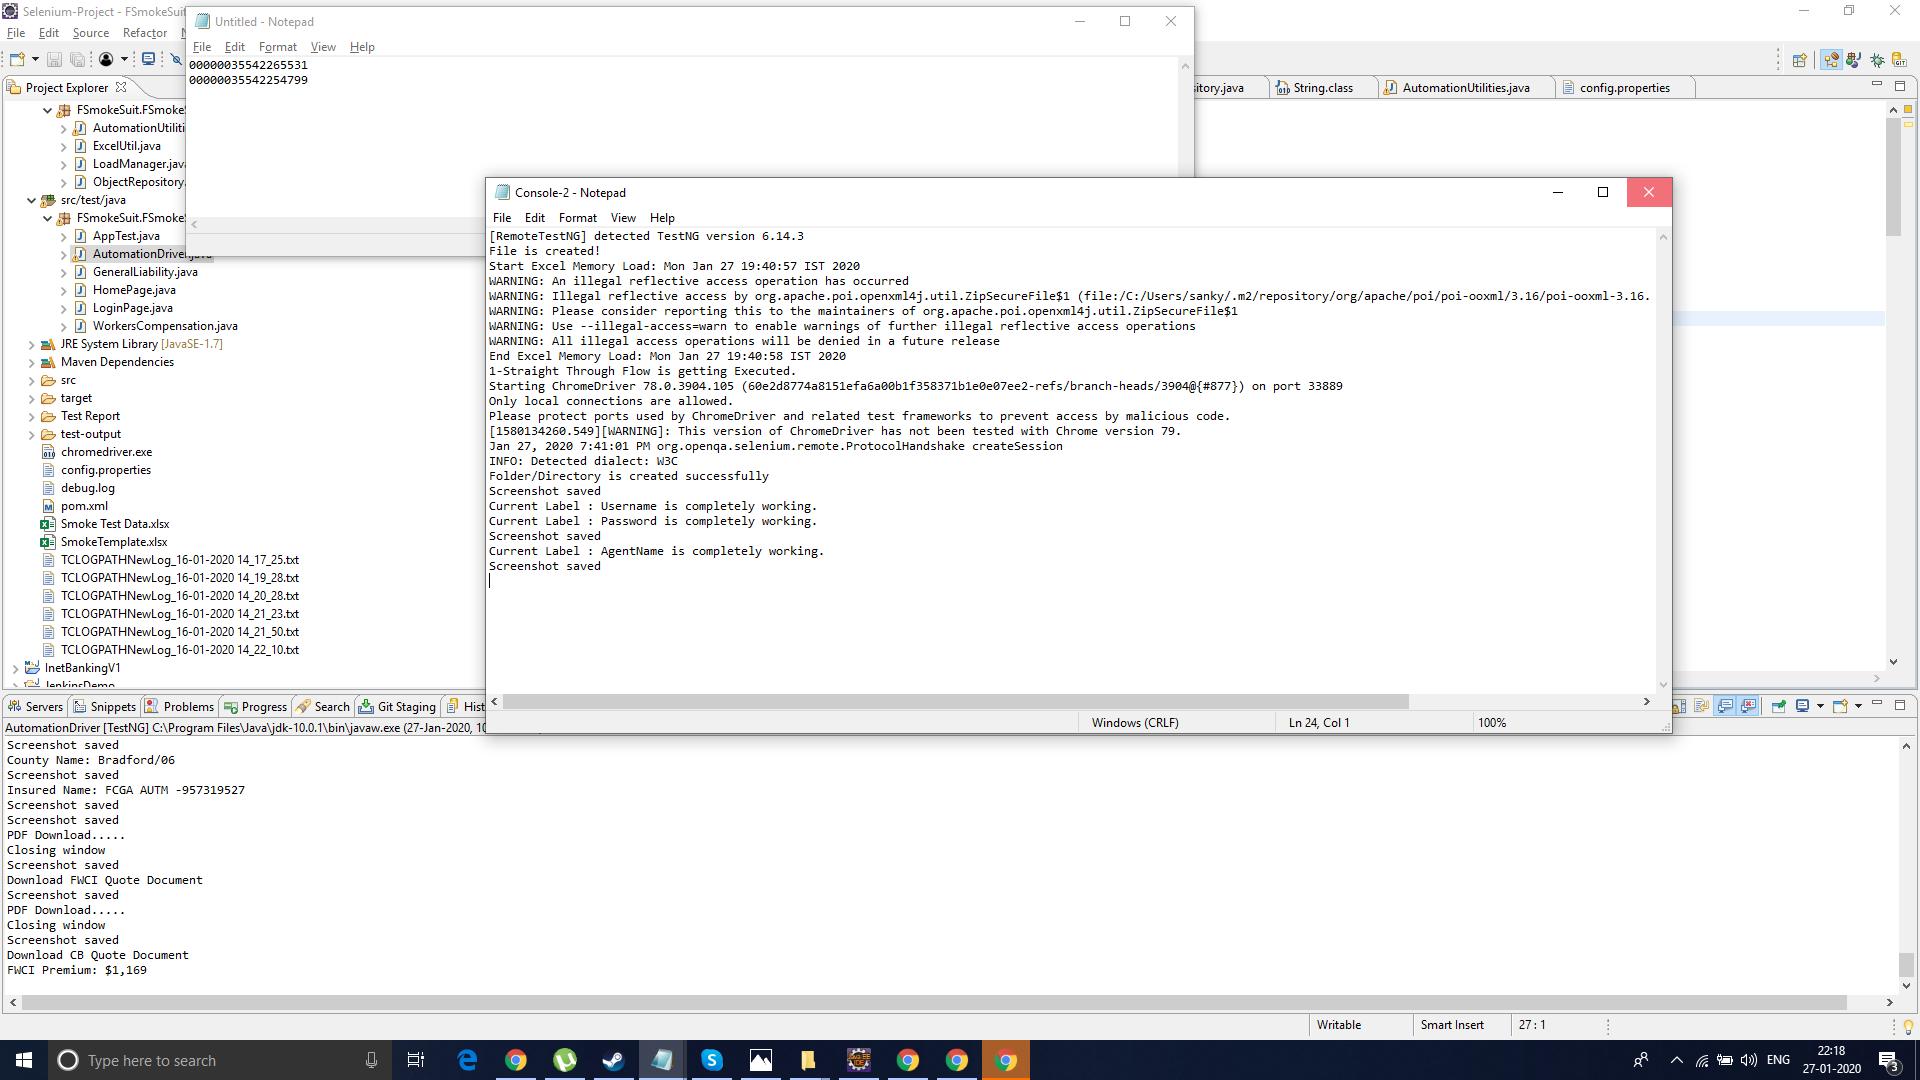 Selenium-Project - FSmokeSui
File Edit Source Refactor
Untitled - Notepad
File Edit Format View Help
00000035542265531
00000035542254799
Project Explorer
FSmokeSuit.FSmoke
AutomationUtiliti
ExcelUtil.java
LoadManager.java
ObjectRepository.
src/test/java
FSmokeSuit.FSmoke
AppTest.java
AutomationDriver.java
GeneralLiability.java
HomePage.java
LoginPage.java
WorkersCompensation.java
JRE System Library [JavaSE-1.7]
Maven Dependencies
src
target
Test Report
test-output
chromedriver.exe
config.properties
debug.log
pom.xml
Smoke Test Data.xlsx
SmokeTemplate.xlsx
TCLOGPATHNewLog_16-01-2020 14_17_25.txt
TCLOGPATHNewLog_16-01-2020 14_19_28.txt
TCLOGPATHNewLog_16-01-2020 14_20_28.txt
TCLOGPATHNewLog_16-01-2020 14_21_23.txt
TCLOGPATHNewLog_16-01-2020 14_21_50.txt
TCLOGPATHNewLog_16-01-2020 14_22_10.txt
InetBankingV1
JenkinsDemo
itory.java String.class AutomationUtilities.java config.properties
Console-2 - Notepad
File Edit Format View Help
[RemoteTestNG] detected TestNG version 6.14.3
File is created!
Start Excel Memory Load: Mon Jan 27 19:40:57 IST 2020
WARNING: An illegal reflective access operation has occurred
WARNING: Illegal reflective access by org.apache.poi.openxml4j.util.ZipSecureFile$1 (file:/C:/Users/sanky/.m2/repository/org/apache/poi/poi-ooxml/3.16/poi-ooxml-3.16.
WARNING: Please consider reporting this to the maintainers of org.apache.poi.openxml4j.util.ZipSecureFile$1
WARNING: Use --illegal-access=warn to enable warnings of further illegal reflective access operations
WARNING: All illegal access operations will be denied in a future release
End Excel Memory Load: Mon Jan 27 19:40:58 IST 2020
1-Straight Through Flow is getting Executed.
Starting ChromeDriver 78.0.3904.105 (60e2d8774a8151efa6a00b1f358371b1e0e07ee2-refs/branch-heads/3904@{#877}) on port 33889
Only local connections are allowed.
Please protect ports used by ChromeDriver and related test frameworks to prevent access by malicious code.
[1580134260.549][WARNING]: This version of ChromeDriver has not been tested with Chrome version 79.
Jan 27, 2020 7:41:01 PM org.openqa.selenium.remote.ProtocolHandshake createSession
INFO: Detected dialect: W3C
Folder/Directory is created successfully
Screenshot saved
Current Label : Username is completely working.
Current Label : Password is completely working.
Screenshot saved
Current Label : AgentName is completely working.
Screenshot saved
Windows (CRLF) Ln 24, Col 1 100%
Servers Snippets Problems Progress Search Git Staging Hist
AutomationDriver [TestNG] C:\Program Files\Java\jdk-10.0.1\bin\javaw.exe (27-Jan-2020, 10
Screenshot saved
County Name: Bradford/06
Screenshot saved
Insured Name: FCGA AUTM -957319527
Screenshot saved
Screenshot saved
PDF Download.....
Closing window
Screenshot saved
Download FWCI Quote Document
Screenshot saved
PDF Download.....
Closing window
Screenshot saved
Download CB Quote Document
FWCI Premium: $1,169
Writable Smart Insert 27 : 1
Type here to search
ENG
22:18
27-01-2020
3